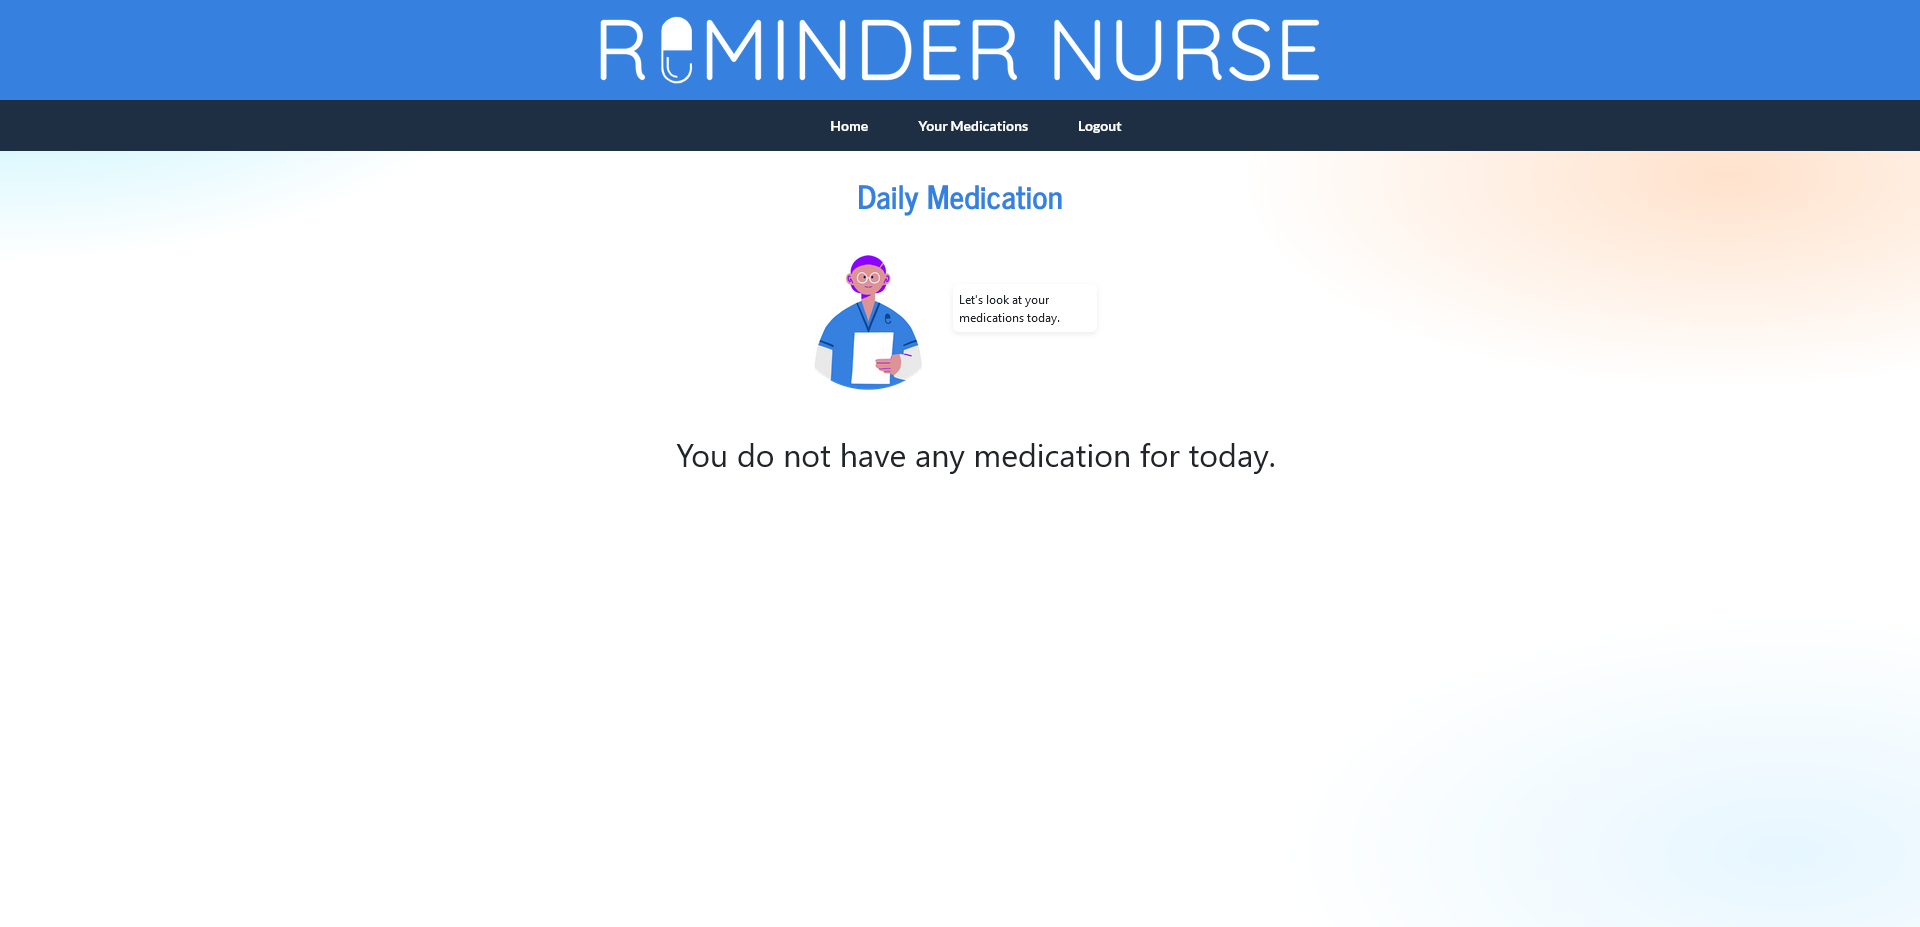 REMINDER NURSE
Home Your Medications Logout
Daily Medication
Let's look at your
medications today.
You do not have any medication for today.